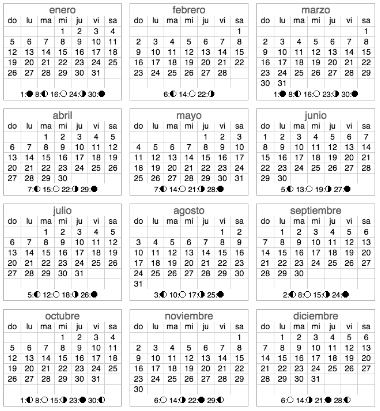 enero
do lu ma mi ju vi sa
1 2 3 4
5 6 7 8 9 10 11
12 13 14 15 16 17 18
19 20 21 22 23 24 25
26 27 28 29 30 31
1:● 8:◐ 16:○ 24:◑ 30:●
febrero
do lu ma mi ju vi sa
1
2 3 4 5 6 7 8
9 10 11 12 13 14 15
16 17 18 19 20 21 22
23 24 25 26 27 28
6:◐ 14:○ 22:◑
marzo
do lu ma mi ju vi sa
1
2 3 4 5 6 7 8
9 10 11 12 13 14 15
16 17 18 19 20 21 22
23 24 25 26 27 28 29
30 31
1:● 8:◐ 16:○ 23:◑ 30:●
abril
do lu ma mi ju vi sa
1 2 3 4 5
6 7 8 9 10 11 12
13 14 15 16 17 18 19
20 21 22 23 24 25 26
27 28 29 30
7:◐ 15:○ 22:◑ 29:●
mayo
do lu ma mi ju vi sa
1 2 3
4 5 6 7 8 9 10
11 12 13 14 15 16 17
18 19 20 21 22 23 24
25 26 27 28 29 30 31
7:◐ 14:○ 21:◑ 28:●
junio
do lu ma mi ju vi sa
1 2 3 4 5 6 7
8 9 10 11 12 13 14
15 16 17 18 19 20 21
22 23 24 25 26 27 28
29 30
5:◐ 13:○ 19:◑ 27:●
julio
do lu ma mi ju vi sa
1 2 3 4 5
6 7 8 9 10 11 12
13 14 15 16 17 18 19
20 21 22 23 24 25 26
27 28 29 30 31
5:◐ 12:○ 18:◑ 26:●
agosto
do lu ma mi ju vi sa
1 2
3 4 5 6 7 8 9
10 11 12 13 14 15 16
17 18 19 20 21 22 23
24 25 26 27 28 29 30
31
3:◐ 10:○ 17:◑ 25:●
septiembre
do lu ma mi ju vi sa
1 2 3 4 5 6
7 8 9 10 11 12 13
14 15 16 17 18 19 20
21 22 23 24 25 26 27
28 29 30
2:◐ 8:○ 15:◑ 24:●
octubre
do lu ma mi ju vi sa
1 2 3 4
5 6 7 8 9 10 11
12 13 14 15 16 17 18
19 20 21 22 23 24 25
26 27 28 29 30 31
1:◐ 8:○ 15:◑ 23:● 30:◐
noviembre
do lu ma mi ju vi sa
1
2 3 4 5 6 7 8
9 10 11 12 13 14 15
16 17 18 19 20 21 22
23 24 25 26 27 28 29
30
6:○ 14:◑ 22:● 29:◐
diciembre
do lu ma mi ju vi sa
1 2 3 4 5 6
7 8 9 10 11 12 13
14 15 16 17 18 19 20
21 22 23 24 25 26 27
28 29 30 31
6:○ 14:◑ 21:● 28:◐